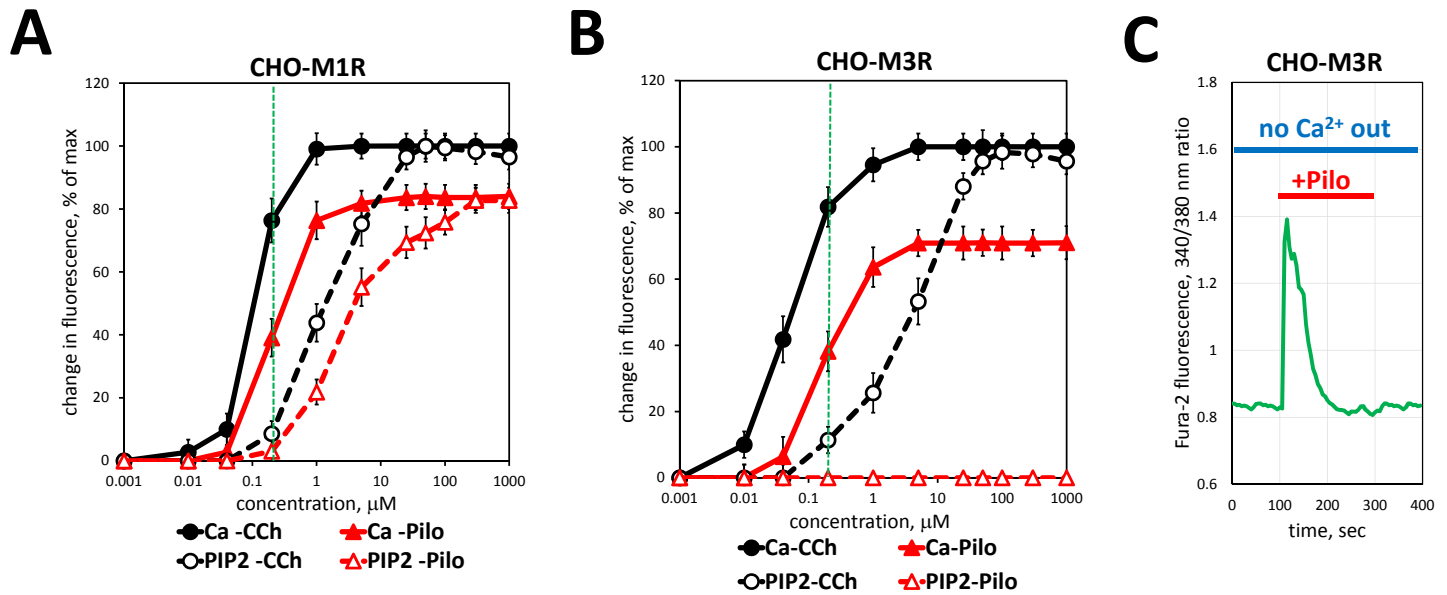 A
CHO-M1R
change in fluorescence, % of max
120
100
80
60
40
20
0
0.001
0.01
0.1
1
10
100
1000
concentration, μM
Ca -CCh
Ca -Pilo
PIP2 -CCh
PIP2 -Pilo
B
CHO-M3R
change in fluorescence, % of max
120
100
80
60
40
20
0
0.001
0.01
0.1
1
10
100
1000
concentration, μM
Ca-CCh
Ca-Pilo
PIP2-CCh
PIP2-Pilo
C
CHO-M3R
Fura-2 fluorescence, 340/380 nm ratio
1.8
1.6
1.4
1.2
1
0.8
0.6
no Ca²⁺ out
+Pilo
0
100
200
300
400
time, sec